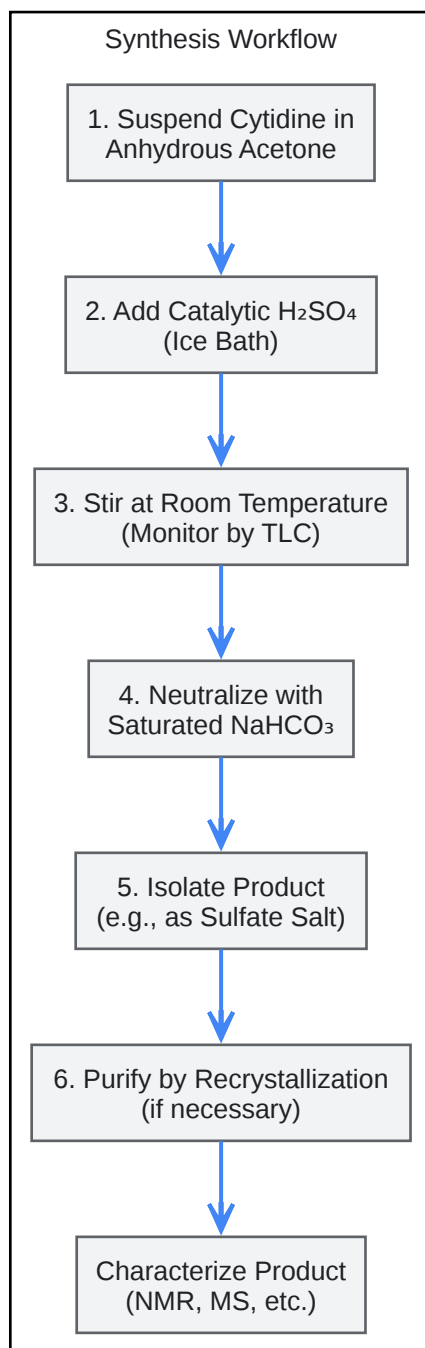 Synthesis Workflow
1. Suspend Cytidine in
Anhydrous Acetone
2. Add Catalytic H₂SO₄
(Ice Bath)
3. Stir at Room Temperature
(Monitor by TLC)
4. Neutralize with
Saturated NaHCO₃
5. Isolate Product
(e.g., as Sulfate Salt)
6. Purify by Recrystallization
(if necessary)
Characterize Product
(NMR, MS, etc.)